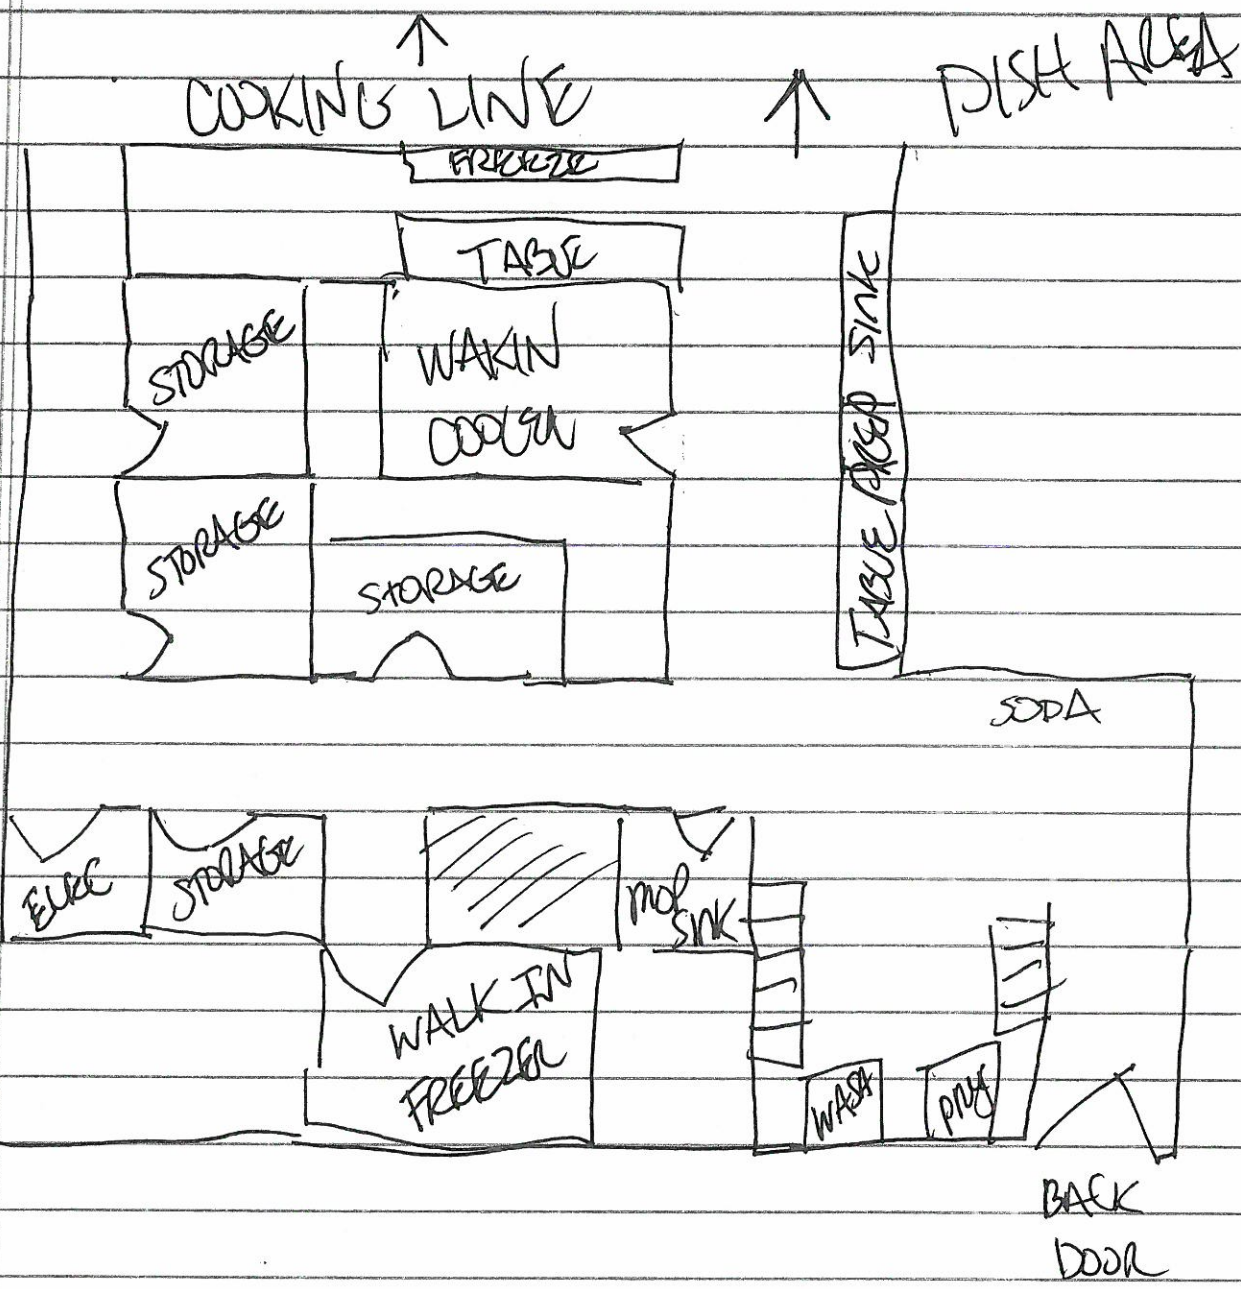 COOKING LINE
DISH AREA
FREEZE
TABLE
STORAGE
WAKIN
COOLER
TABLE PREP SINK
STORAGE
STORAGE
SODA
ELEC
STORAGE
MOP
SINK
WALK IN
FREEZER
WASH
DRY
BACK
DOOR